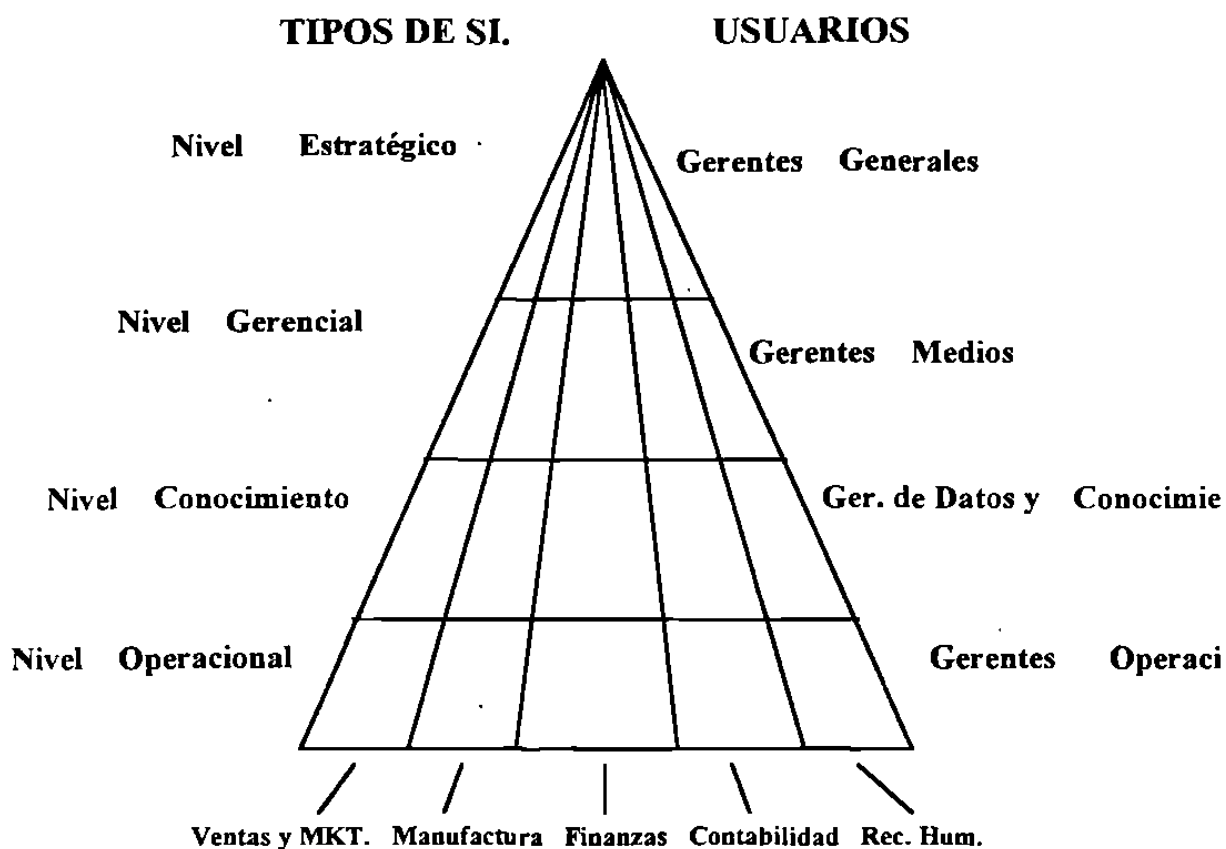 TIPOS DE SI. USUARIOS
Nivel Estratégico
Gerentes Generales
Nivel Gerencial
Gerentes Medios
Nivel Conocimiento Ger. de Datos y Conocimie
Nivel Operacional Gerentes Operaci
Ventas y MKT. Manufactura Finanzas Contabilidad Rec. Hum.